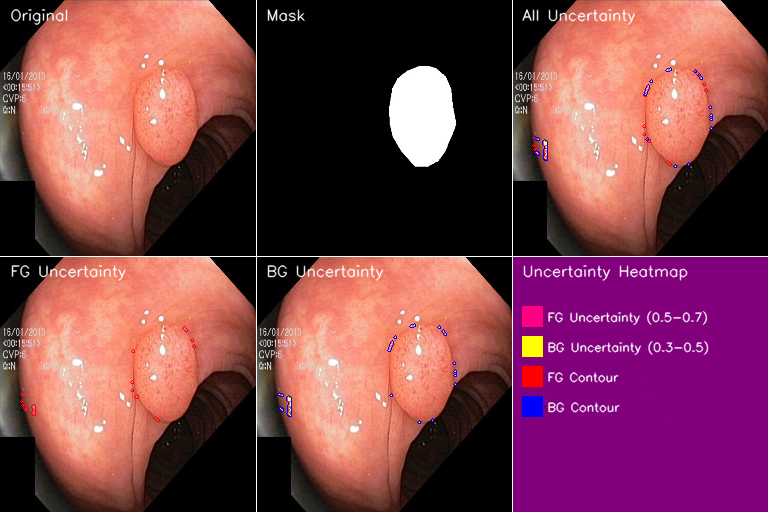 Original
16/01/2013
<00:15:51>
CVP:6
Q:N
Mask
All Uncertainty
16/01/2013
<00:15:51>
CVP:6
Q:N
FG Uncertainty
16/01/2013
<00:15:51>
CVP:6
Q:N
BG Uncertainty
16/01/2013
<00:15:51>
CVP:6
Q:N
Uncertainty Heatmap
FG Uncertainty (0.5-0.7)
BG Uncertainty (0.3-0.5)
FG Contour
BG Contour